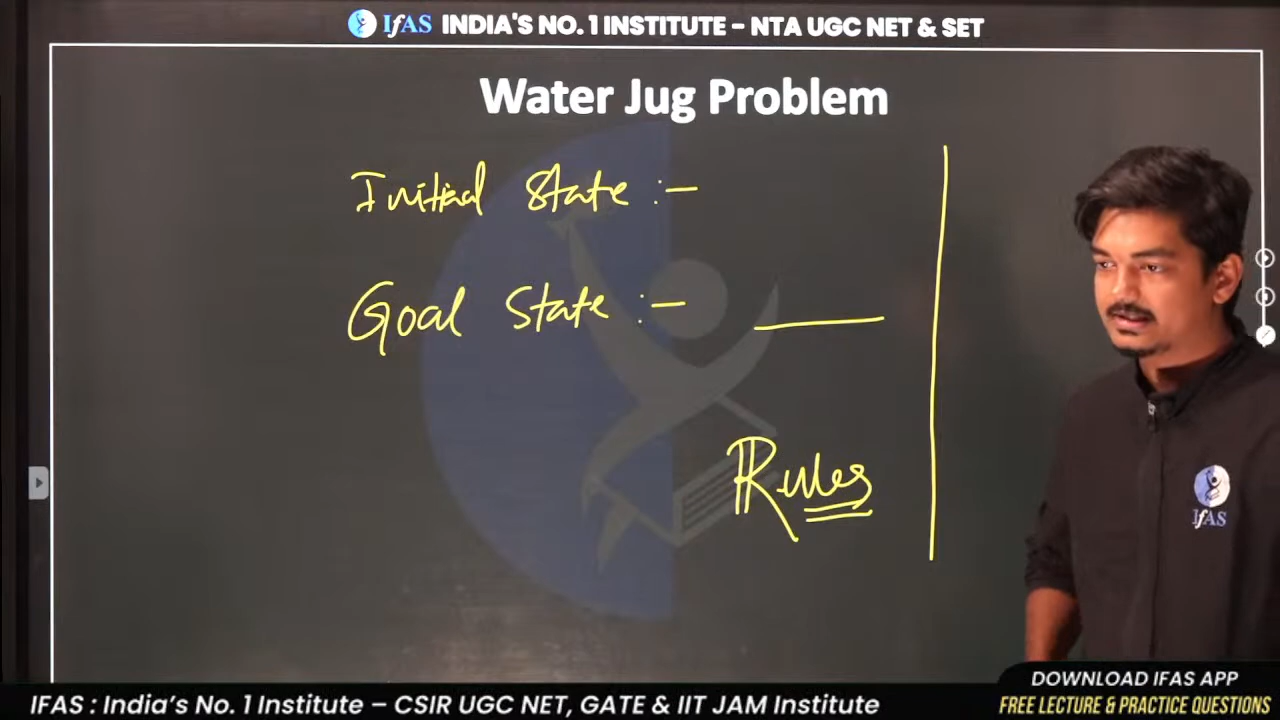 IfAS INDIA'S NO. 1 INSTITUTE – NTA UGC NET & SET
Water Jug Problem
Initial State :-
Goal State :-
Rules
IfAS
DOWNLOAD IFAS APP
IFAS : India's No. 1 Institute – CSIR UGC NET, GATE & IIT JAM Institute
FREE LECTURE & PRACTICE QUESTIONS